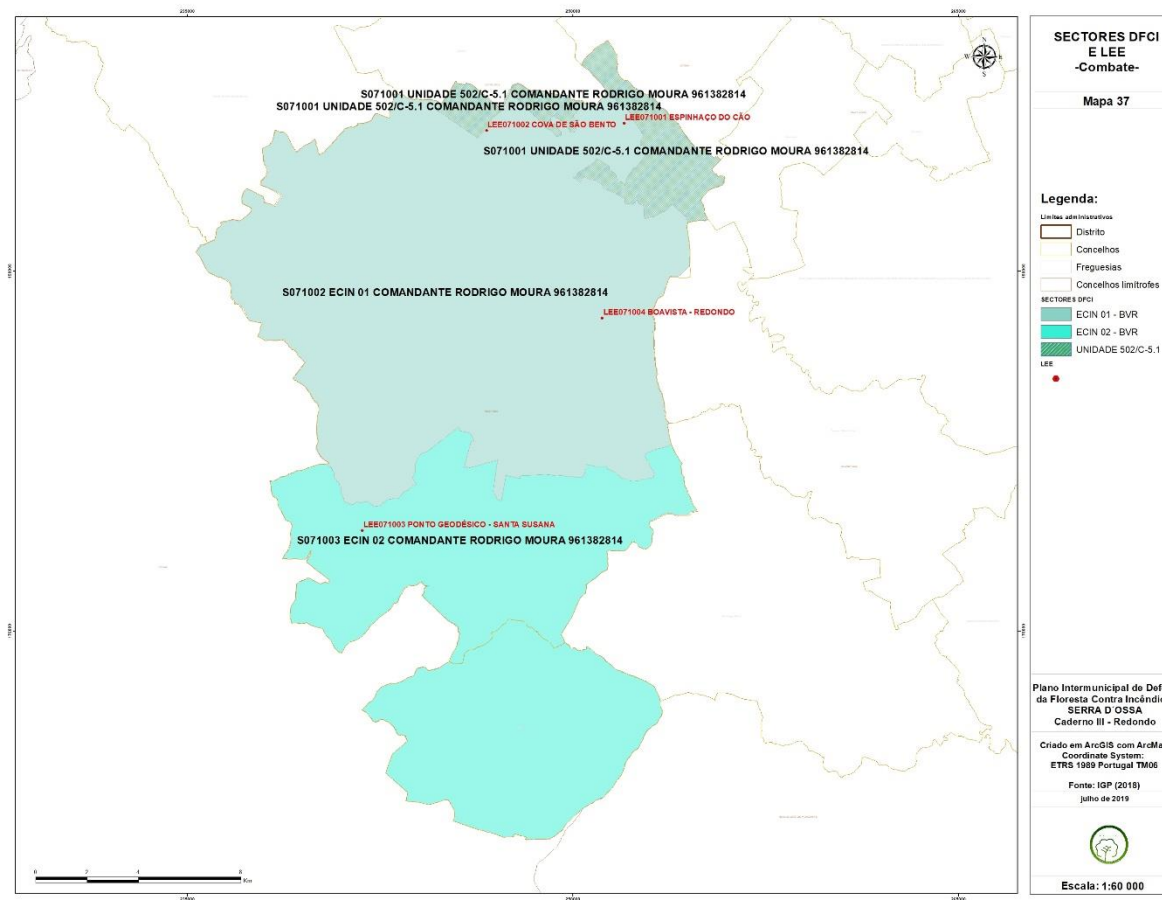 S071001 UNIDADE 502/C-5.1 COMANDANTE RODRIGO MOURA 961382814
S071001 UNIDADE 502/C-5.1 COMANDANTE RODRIGO MOURA 961382814
LEE071001 ESPINHAÇO DO CÃO
LEE071002 COVA DE SÃO BENTO
S071001 UNIDADE 502/C-5.1 COMANDANTE RODRIGO MOURA 961382814
S071002 ECIN 01 COMANDANTE RODRIGO MOURA 961382814
LEE071004 BOAVISTA - REDONDO
LEE071003 PONTO GEODÉSICO - SANTA SUSANA
S071003 ECIN 02 COMANDANTE RODRIGO MOURA 961382814
0 2 4 8
Km
SECTORES DFCI
E LEE
-Combate-
N
W E
S
Mapa 37
Legenda:
Limites administrativos
Distrito
Concelhos
Freguesias
Concelhos limítrofes
SECTORES DFCI
ECIN 01 - BVR
ECIN 02 - BVR
UNIDADE 502/C-5.1
LEE
Plano Intermunicipal de Def
da Floresta Contra Incêndi
SERRA D'OSSA
Caderno III - Redondo
Criado em ArcGIS com ArcMa
Coordinate System:
ETRS 1989 Portugal TM06
Fonte: IGP (2018)
julho de 2019
Escala: 1:60 000